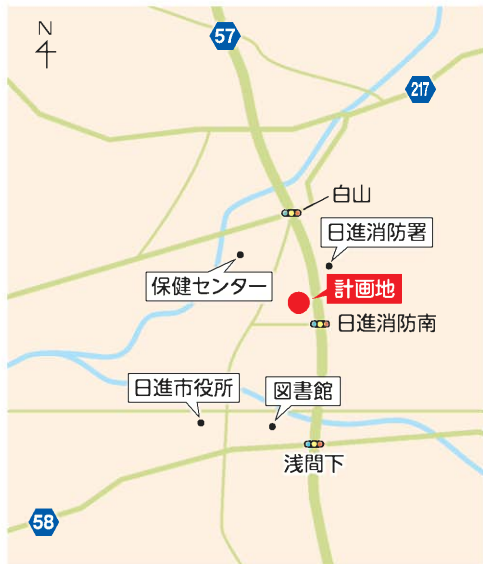 N
57
217
白山
日進消防署
保健センター
計画地
日進消防南
日進市役所
図書館
浅間下
58